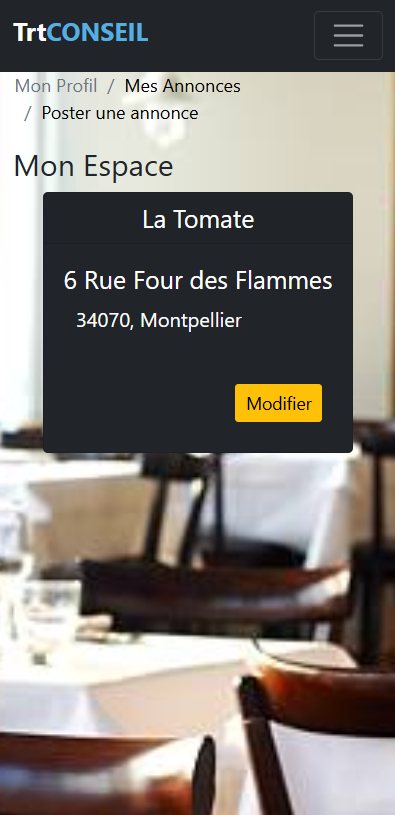 TrtCONSEIL
Mon Profil / Mes Annonces
/ Poster une annonce
Mon Espace
La Tomate
6 Rue Four des Flammes
34070, Montpellier
Modifier